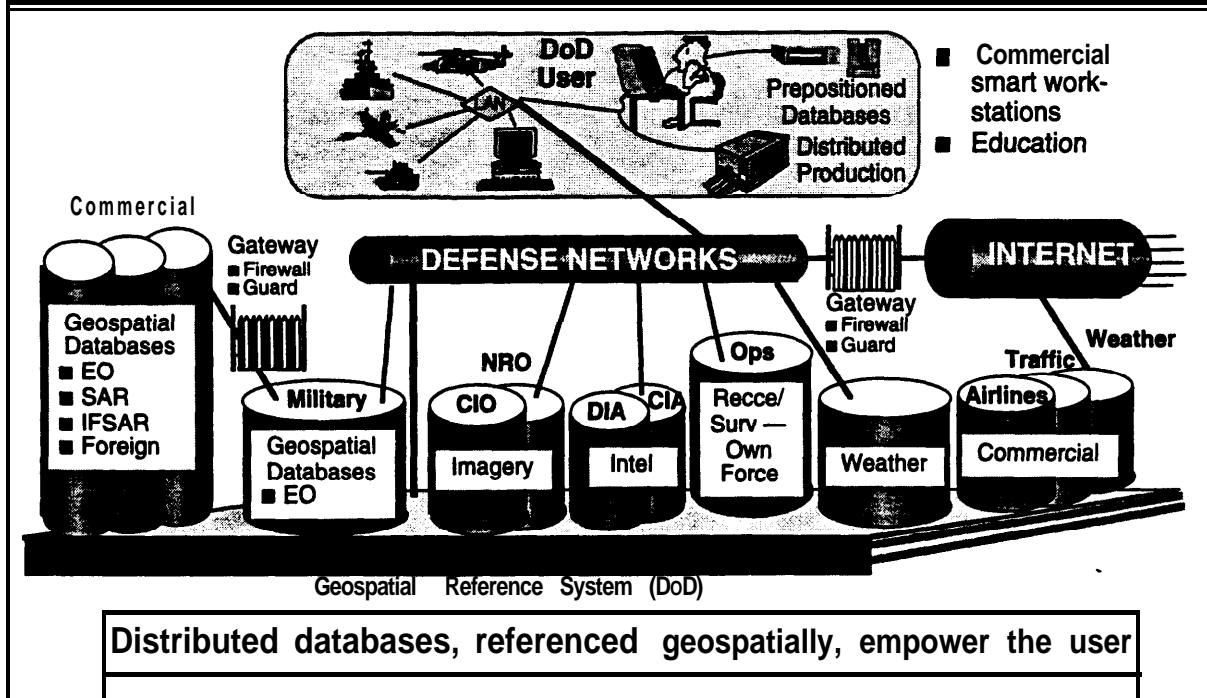 DoD
User
LAN
Prepositioned
Databases
Distributed
Production
■ Commercial
smart work-
stations
■ Education
Commercial
Geospatial
Databases
■ EO
■ SAR
■ IFSAR
■ Foreign
Gateway
■ Firewall
■ Guard
DEFENSE NETWORKS
Gateway
■ Firewall
■ Guard
INTERNET
Military
Geospatial
Databases
■ EO
NRO
CIO
Imagery
DIA
CIA
Intel
Ops
Recce/
Surv —
Own
Force
Weather
Weather
Traffic
Airlines
Commercial
Geospatial Reference System (DoD)
Distributed databases, referenced geospatially, empower the user